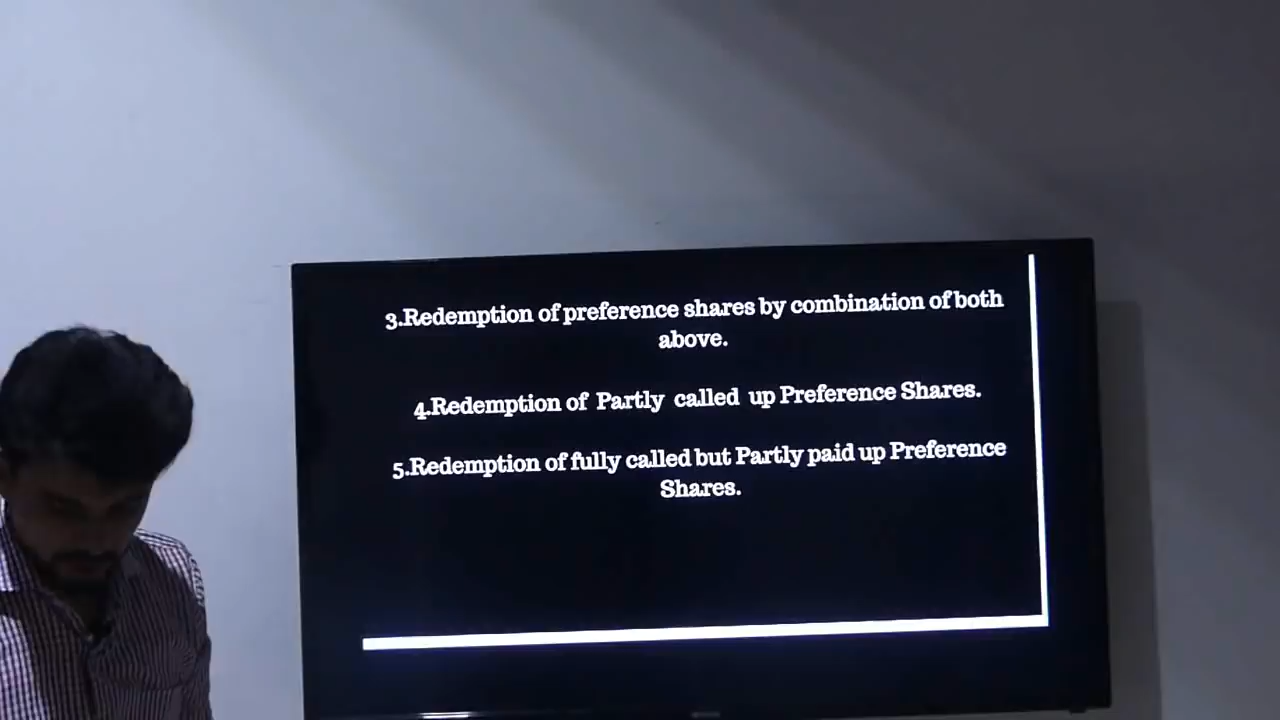 3.Redemption of preference shares by combination of both
above.
4.Redemption of Partly called up Preference Shares.
5.Redemption of fully called but Partly paid up Preference
Shares.